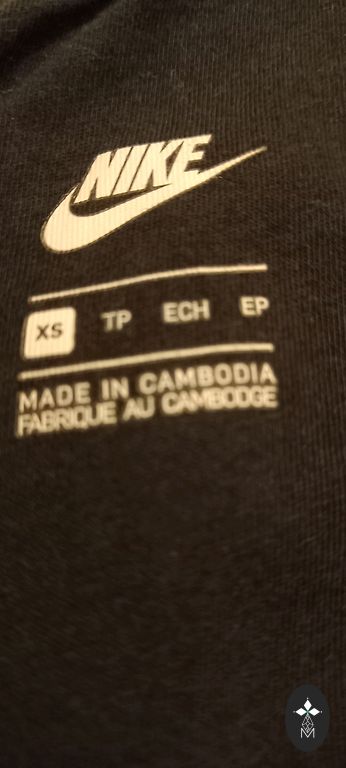 NIKE
XS TP ECH EP
MADE IN CAMBODIA
FABRIQUE AU CAMBODGE
M